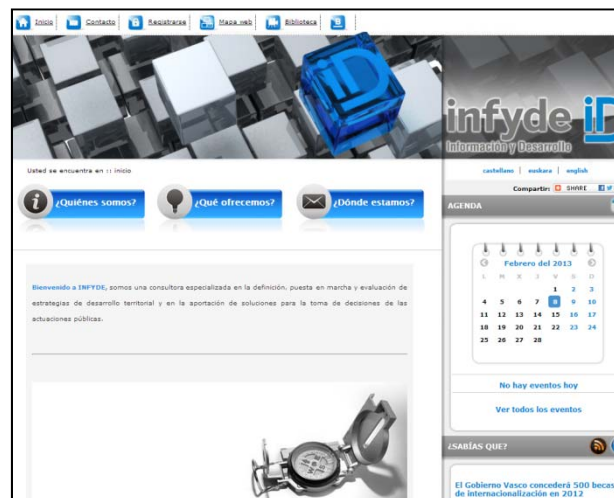 Inicio Contacto Registrarse Mapa web Biblioteca
iD
infyde iD
Información y Desarrollo
Usted se encuentra en :: inicio
castellano | euskara | english
Compartir: SHARE
¿Quiénes somos? ¿Qué ofrecemos? ¿Dónde estamos?
AGENDA
Febrero del 2013
L M X J V S D
1 2 3
4 5 6 7 8 9 10
11 12 13 14 15 16 17
18 19 20 21 22 23 24
25 26 27 28
Bienvenido a INFYDE, somos una consultora especializada en la definición, puesta en marcha y evaluación de
estrategias de desarrollo territorial y en la aportación de soluciones para la toma de decisiones de las
actuaciones públicas.
No hay eventos hoy
Ver todos los eventos
¿SABÍAS QUE?
El Gobierno Vasco concederá 500 becas
de internacionalización en 2012